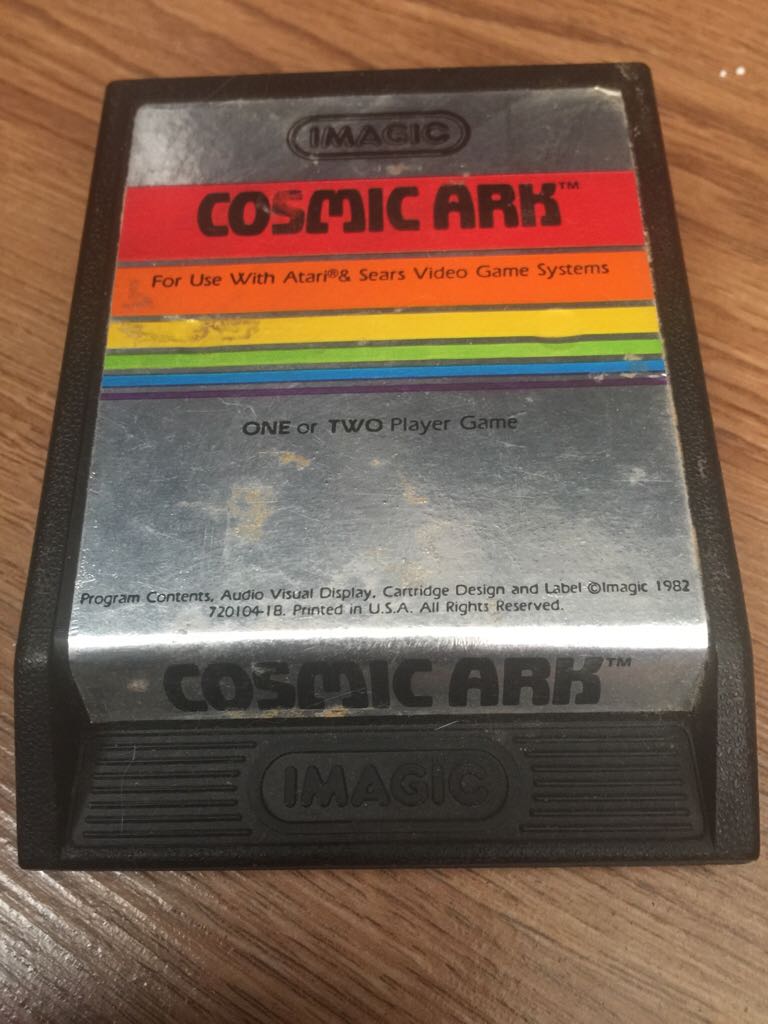 IMAGIC
COSMIC ARK™
For Use With Atari® & Sears Video Game Systems
ONE or TWO Player Game
Program Contents, Audio Visual Display, Cartridge Design and Label ©Imagic 1982
720104-1B. Printed in U.S.A. All Rights Reserved.
COSMIC ARK™
IMAGIC